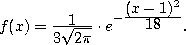 f(x) = \frac{1}{3\sqrt{2\pi}} \cdot e^{-\frac{(x-1)^2}{18}}.